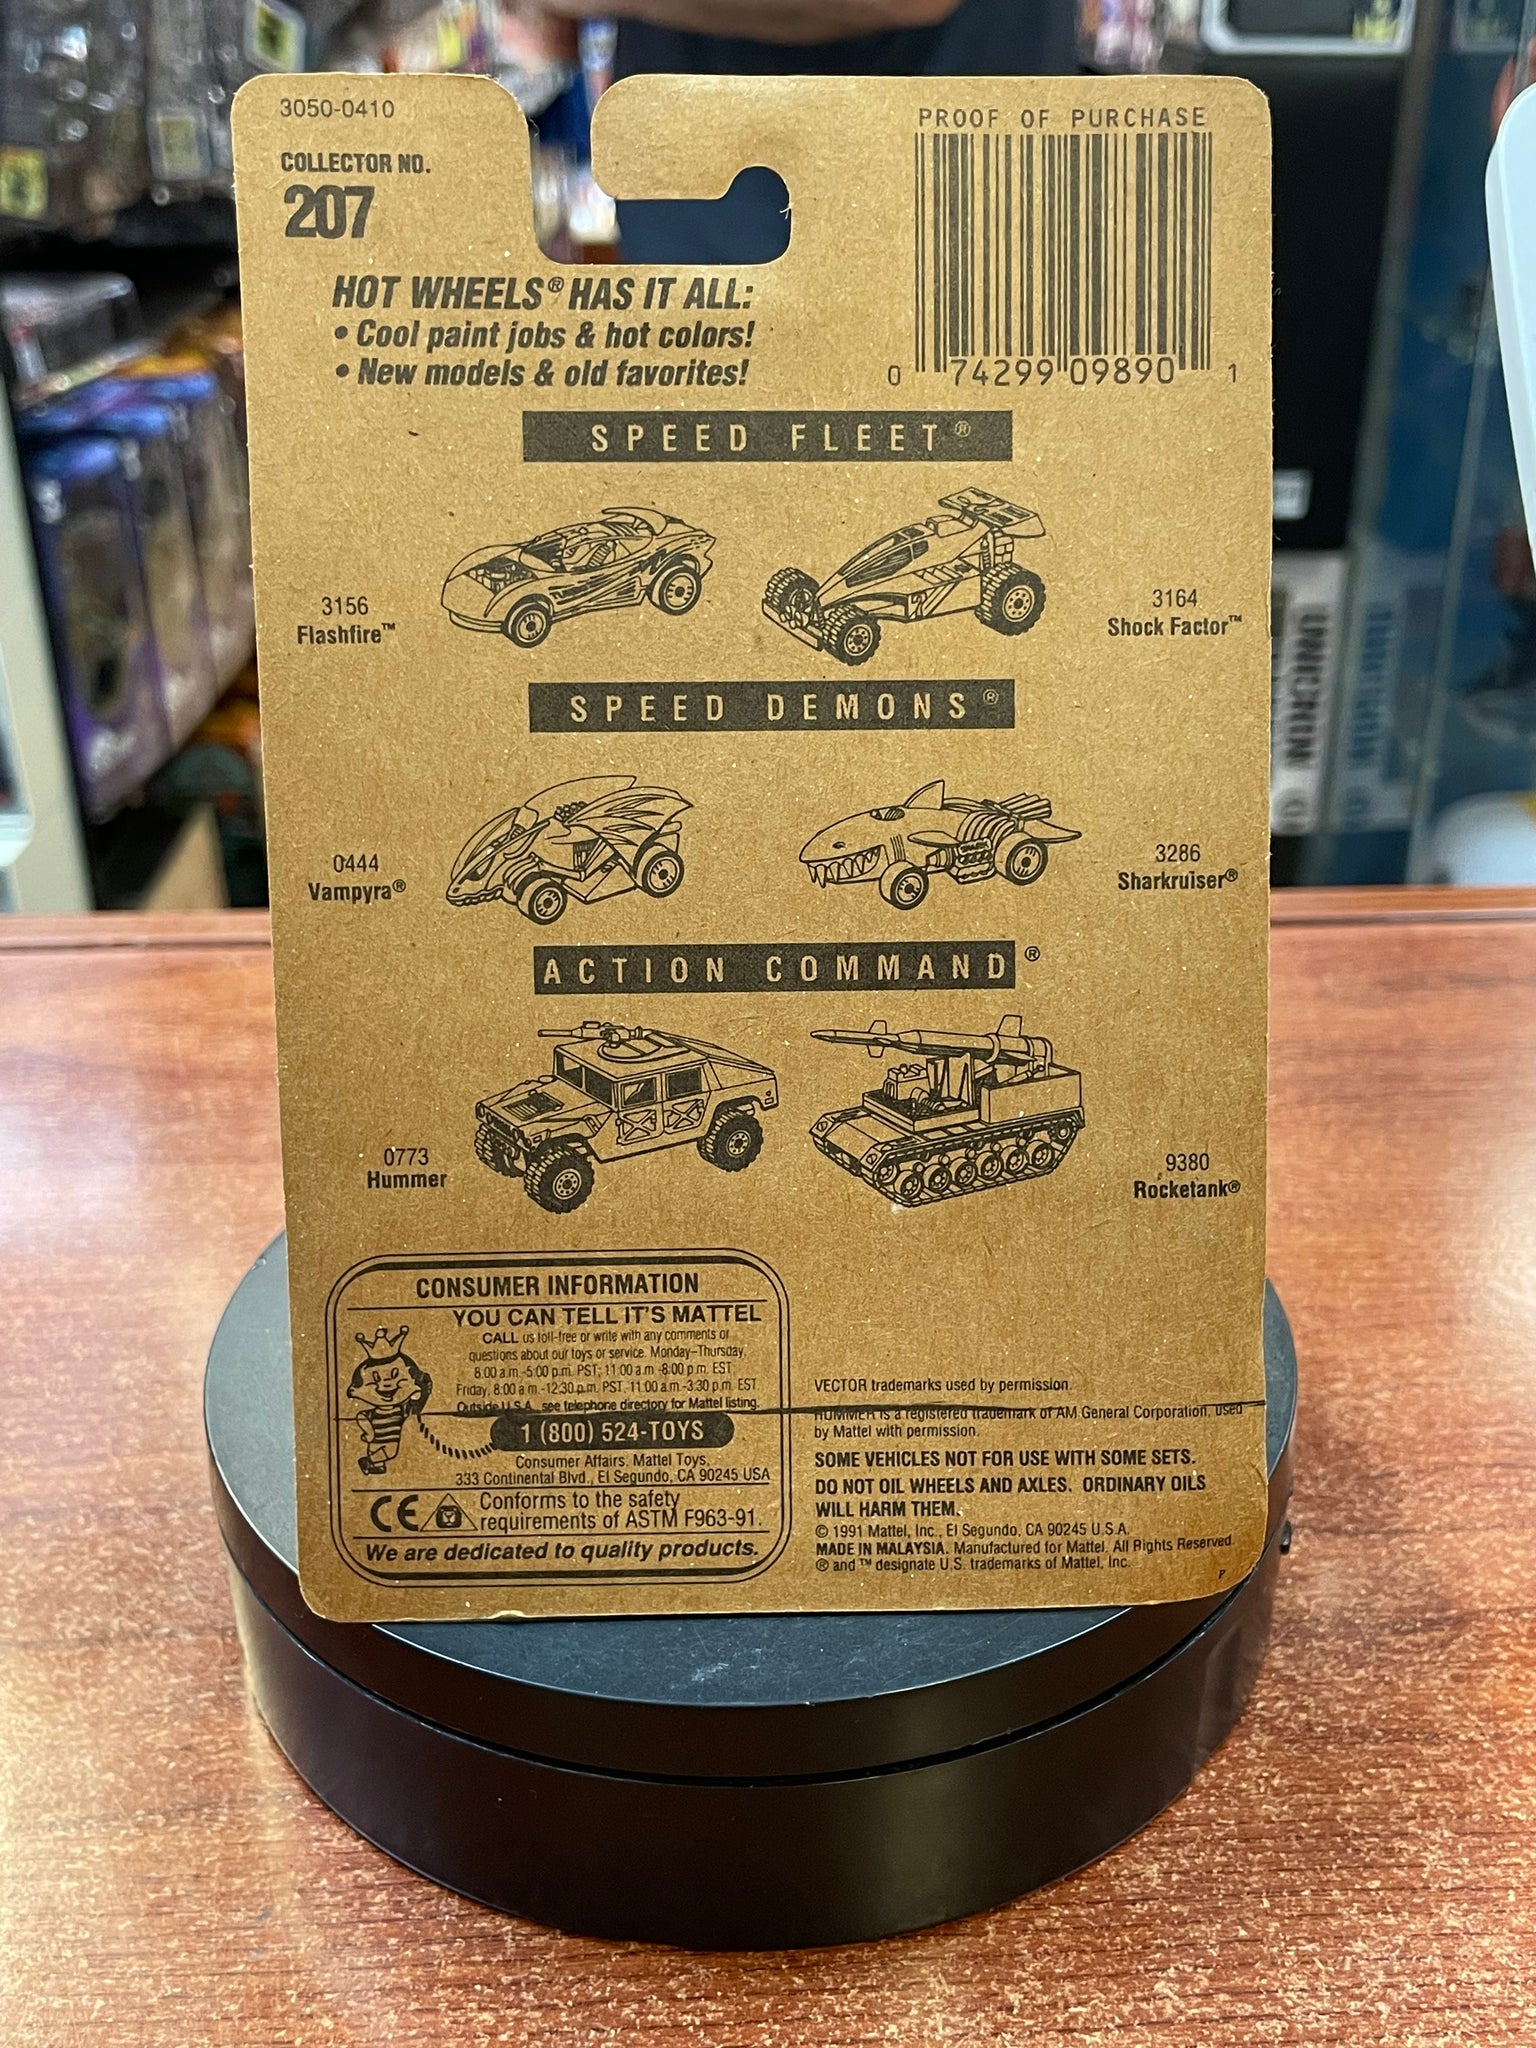 3050-0410
COLLECTOR NO.
207
PROOF OF PURCHASE
0 74299 09890 1
HOT WHEELS® HAS IT ALL:
• Cool paint jobs & hot colors!
• New models & old favorites!
SPEED FLEET®
3156
Flashfire™
3164
Shock Factor™
SPEED DEMONS®
0444
Vampyra®
3286
Sharkruiser®
ACTION COMMAND®
0773
Hummer
9380
Rocketank®
CONSUMER INFORMATION
YOU CAN TELL IT'S MATTEL
CALL us toll-free or write with any comments or
questions about our toys or service. Monday–Thursday,
8:00 a.m.-5:00 p.m. PST; 11:00 a.m.-8:00 p.m. EST.
Friday, 8:00 a.m.-12:30 p.m. PST, 11:00 a.m.-3:30 p.m. EST.
Outside U.S.A., see telephone directory for Mattel listing.
1 (800) 524-TOYS
Consumer Affairs, Mattel Toys,
333 Continental Blvd., El Segundo, CA 90245 USA
CE Conforms to the safety
requirements of ASTM F963-91.
We are dedicated to quality products.
VECTOR trademarks used by permission.
HUMMER is a registered trademark of AM General Corporation, used
by Mattel with permission.
SOME VEHICLES NOT FOR USE WITH SOME SETS.
DO NOT OIL WHEELS AND AXLES. ORDINARY OILS
WILL HARM THEM.
© 1991 Mattel, Inc., El Segundo, CA 90245 U.S.A.
MADE IN MALAYSIA. Manufactured for Mattel. All Rights Reserved.
® and ™ designate U.S. trademarks of Mattel, Inc.
P
UNICRON